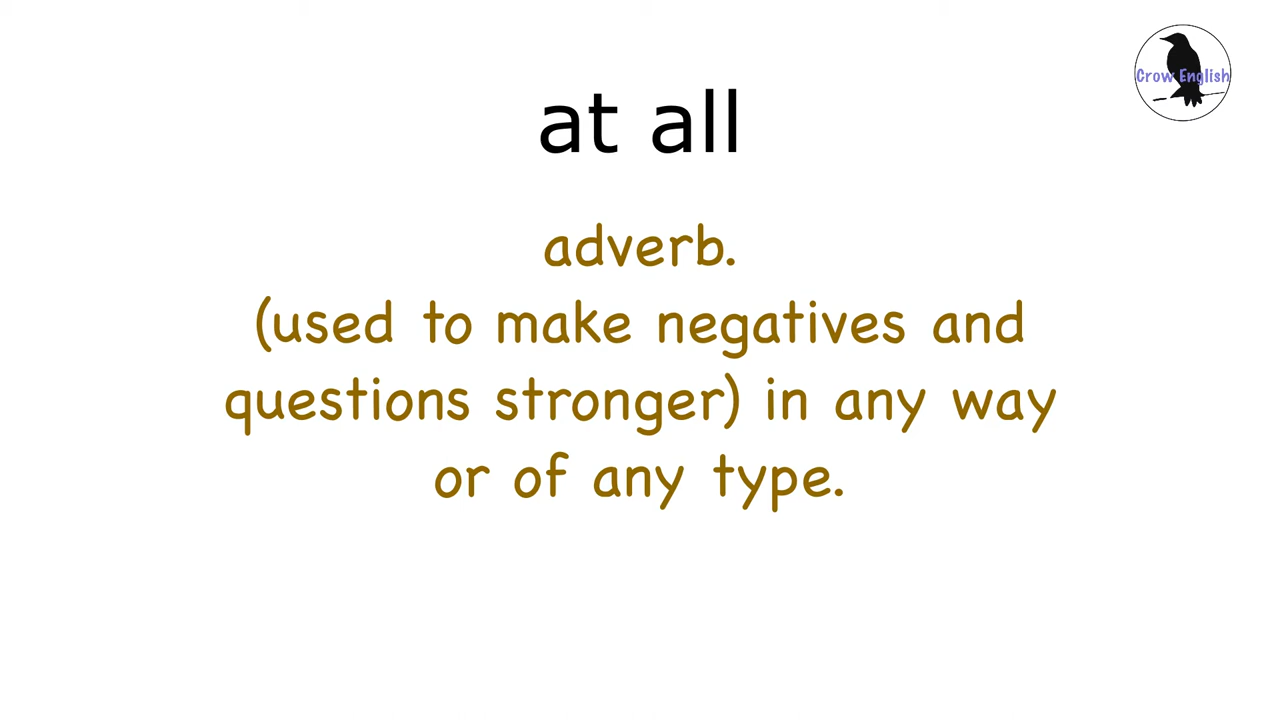 Crow English
at all
adverb.
(used to make negatives and
questions stronger) in any way
or of any type.